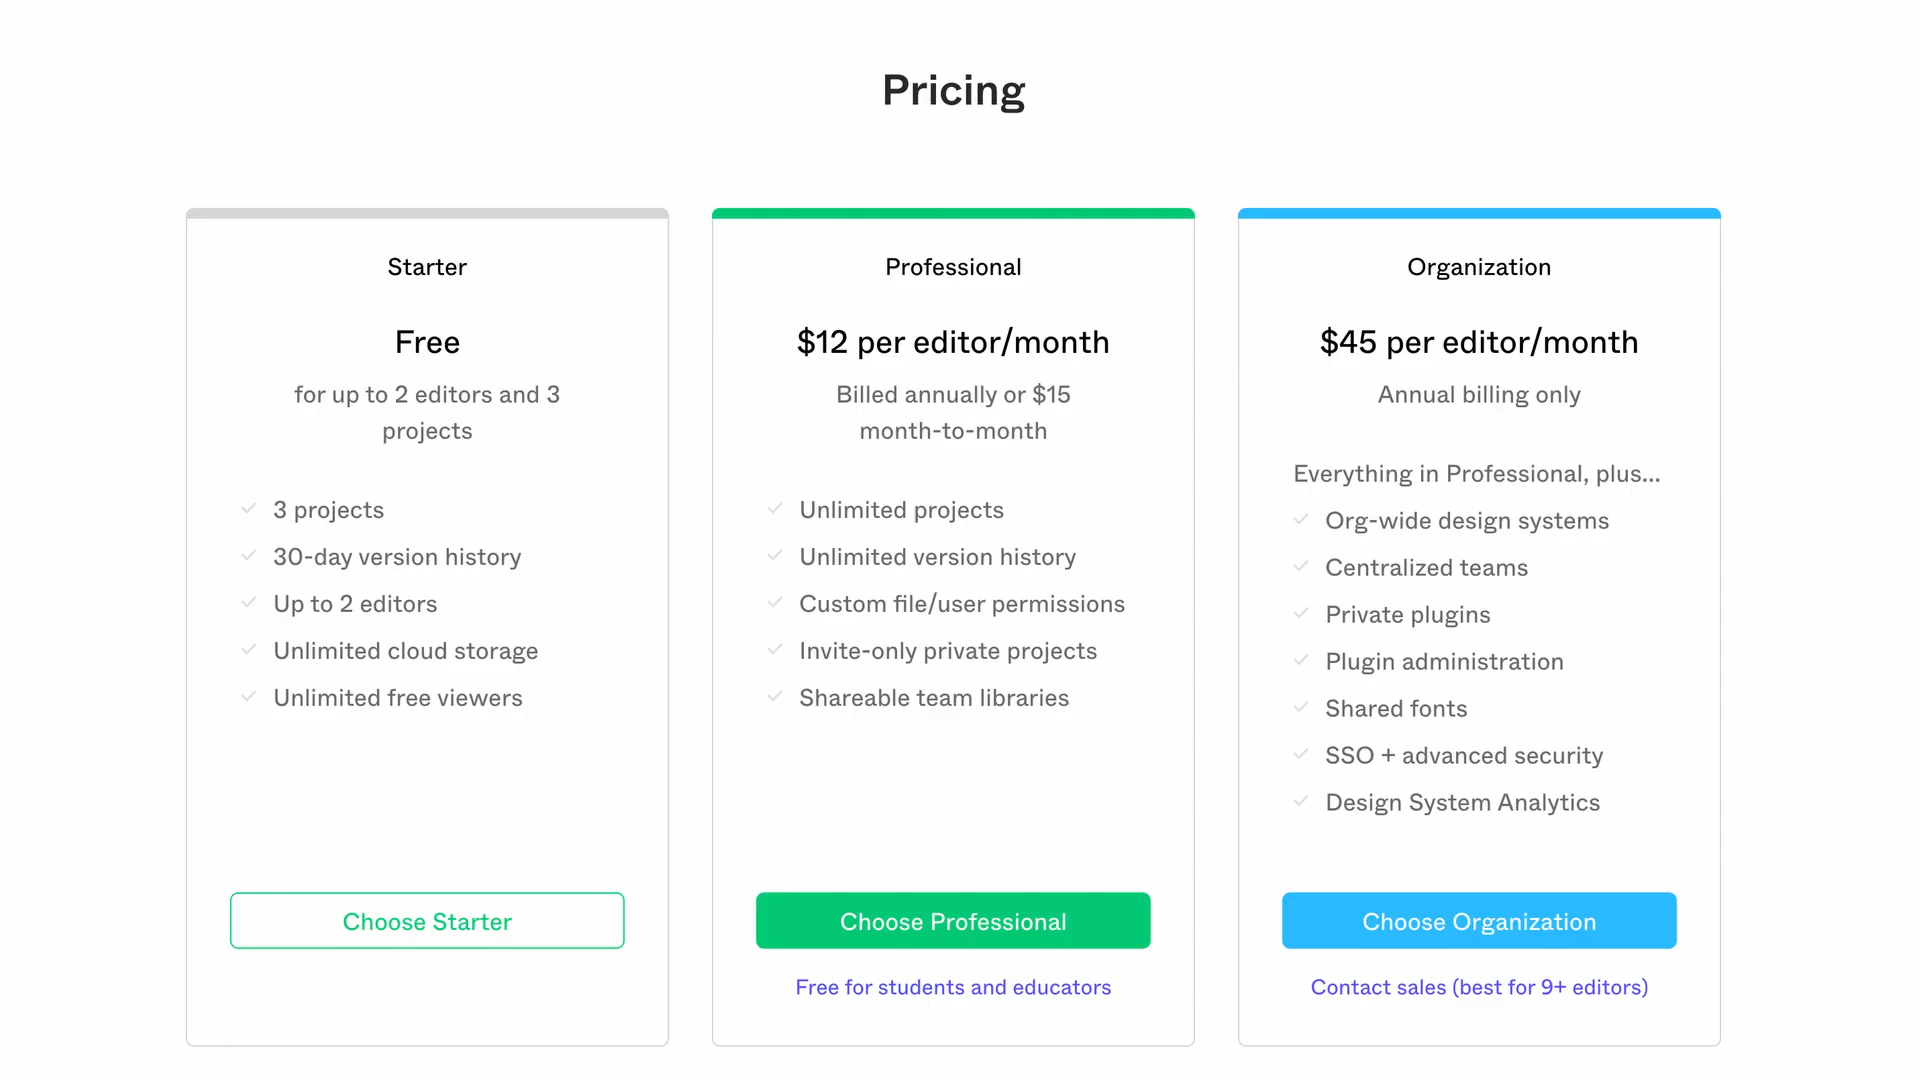 Pricing
Starter
Free
for up to 2 editors and 3
projects
3 projects
30-day version history
Up to 2 editors
Unlimited cloud storage
Unlimited free viewers
Choose Starter
Professional
$12 per editor/month
Billed annually or $15
month-to-month
Unlimited projects
Unlimited version history
Custom file/user permissions
Invite-only private projects
Shareable team libraries
Choose Professional
Free for students and educators
Organization
$45 per editor/month
Annual billing only
Everything in Professional, plus...
Org-wide design systems
Centralized teams
Private plugins
Plugin administration
Shared fonts
SSO + advanced security
Design System Analytics
Choose Organization
Contact sales (best for 9+ editors)